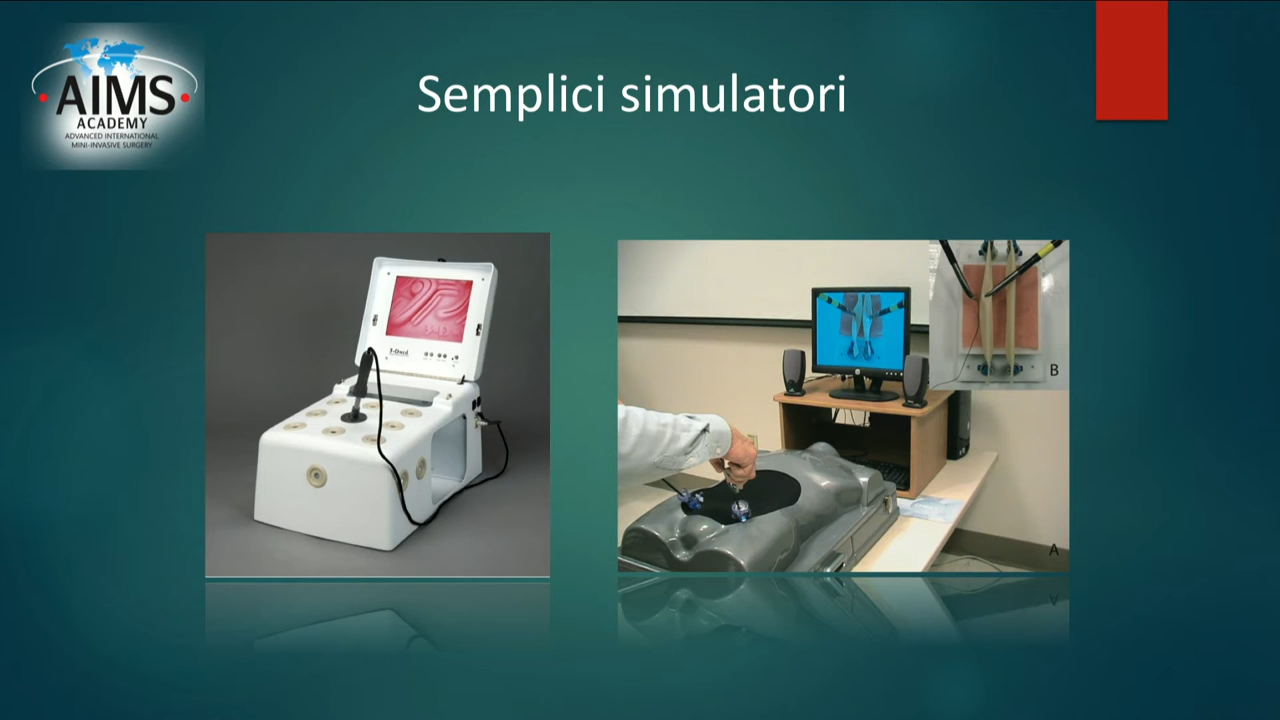 AIMS
ACADEMY
ADVANCED INTERNATIONAL
MINI-INVASIVE SURGERY
Semplici simulatori
B
A